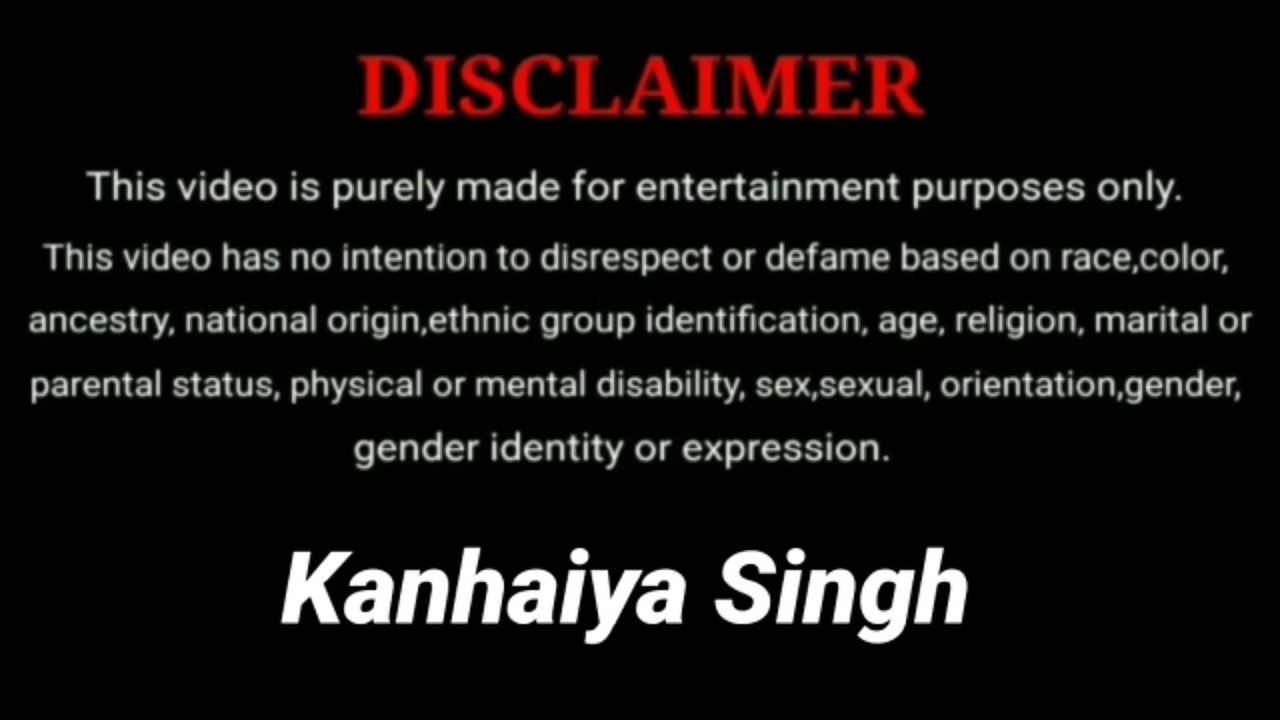 DISCLAIMER
This video is purely made for entertainment purposes only.
This video has no intention to disrespect or defame based on race,color,
ancestry, national origin,ethnic group identification, age, religion, marital or
parental status, physical or mental disability, sex,sexual, orientation,gender,
gender identity or expression.
Kanhaiya Singh